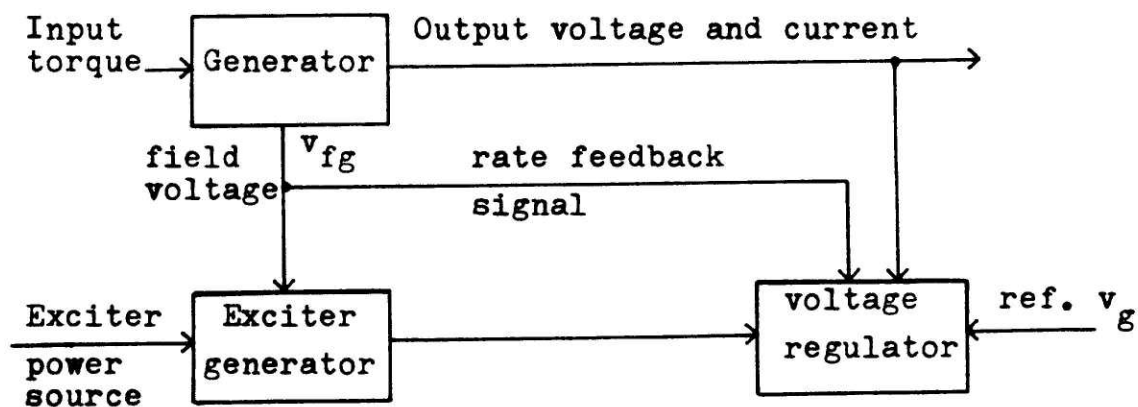 Input
torque
Generator
Output voltage and current
field
voltage
v_fg
rate feedback
signal
Exciter
power
source
Exciter
generator
voltage
regulator
ref. v_g